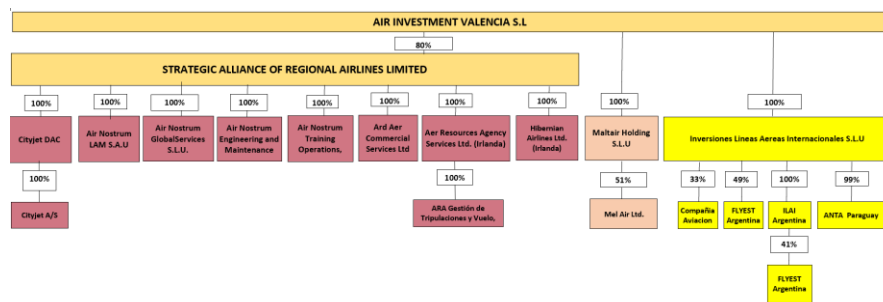 AIR INVESTMENT VALENCIA S.L
80%
STRATEGIC ALLIANCE OF REGIONAL AIRLINES LIMITED
100%
100%
100%
100%
100%
100%
100%
100%
100%
100%
Cityjet DAC
Air Nostrum
LAM S.A.U
Air Nostrum
GlobalServices
S.L.U.
Air Nostrum
Engineering and
Maintenance
Air Nostrum
Training
Operations,
Ard Aer
Commercial
Services Ltd
Aer Resources Agency
Services Ltd. (Irlanda)
Hibernian
Airlines Ltd.
(Irlanda)
Maltair Holding
S.L.U
Inversiones Lineas Aereas Internacionales S.L.U
100%
100%
51%
33%
49%
100%
99%
Cityjet A/S
ARA Gestión de
Tripulaciones y Vuelo,
Mel Air Ltd.
Compañia
Aviacion
FLYEST
Argentina
ILAI
Argentina
ANTA Paraguay
41%
FLYEST
Argentina